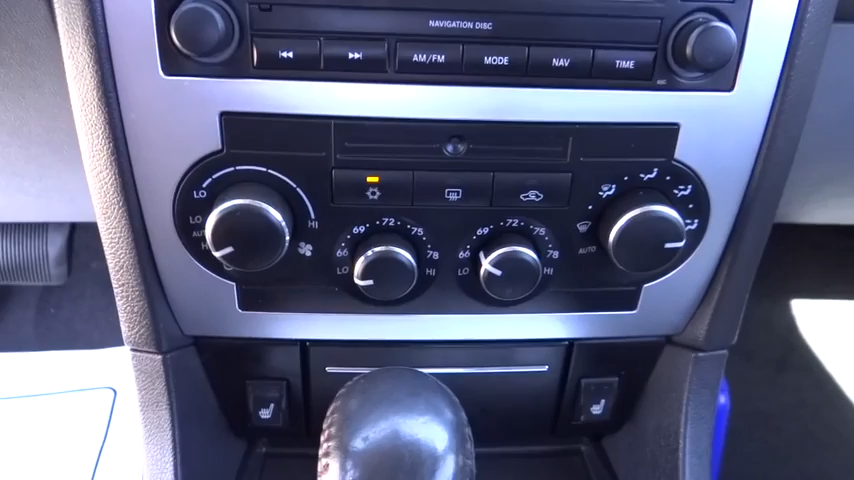 NAVIGATION DISC
AM/FM MODE NAV TIME
LO HI
LO AUTO HI
66 69 72 75 78
LO HI
66 69 72 75 78
LO HI
AUTO